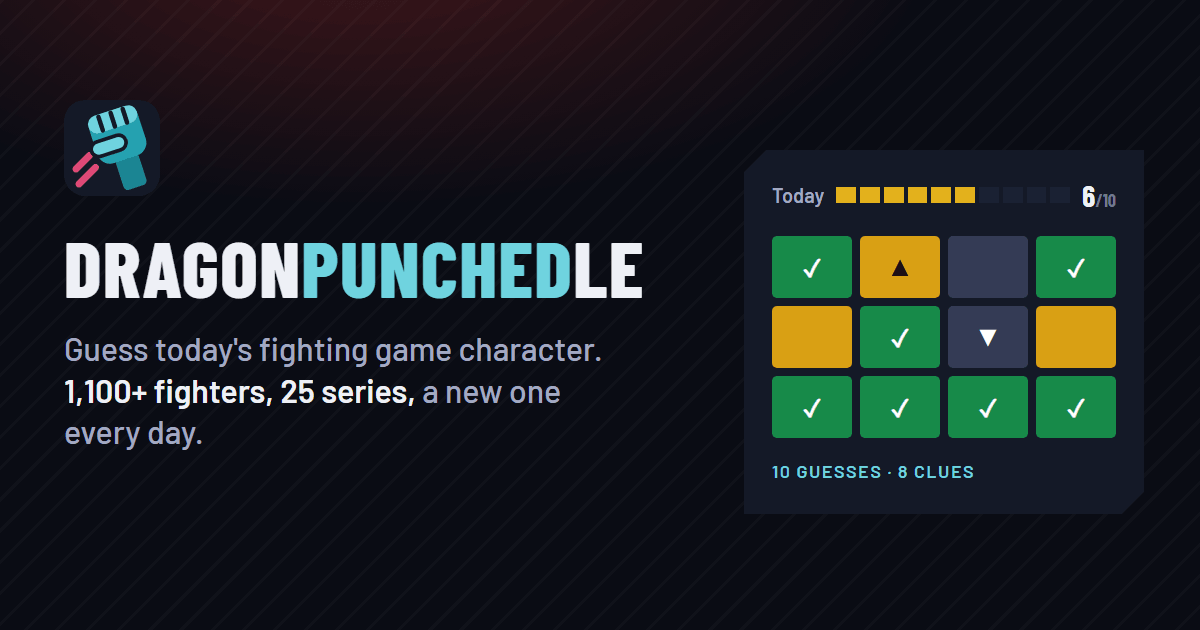 DRAGONPUNCHEDLE
Guess today's fighting game character.
1,100+ fighters, 25 series, a new one
every day.
Today 6/10
✓ ▲ ✓
✓ ▼
✓ ✓ ✓ ✓
10 GUESSES · 8 CLUES